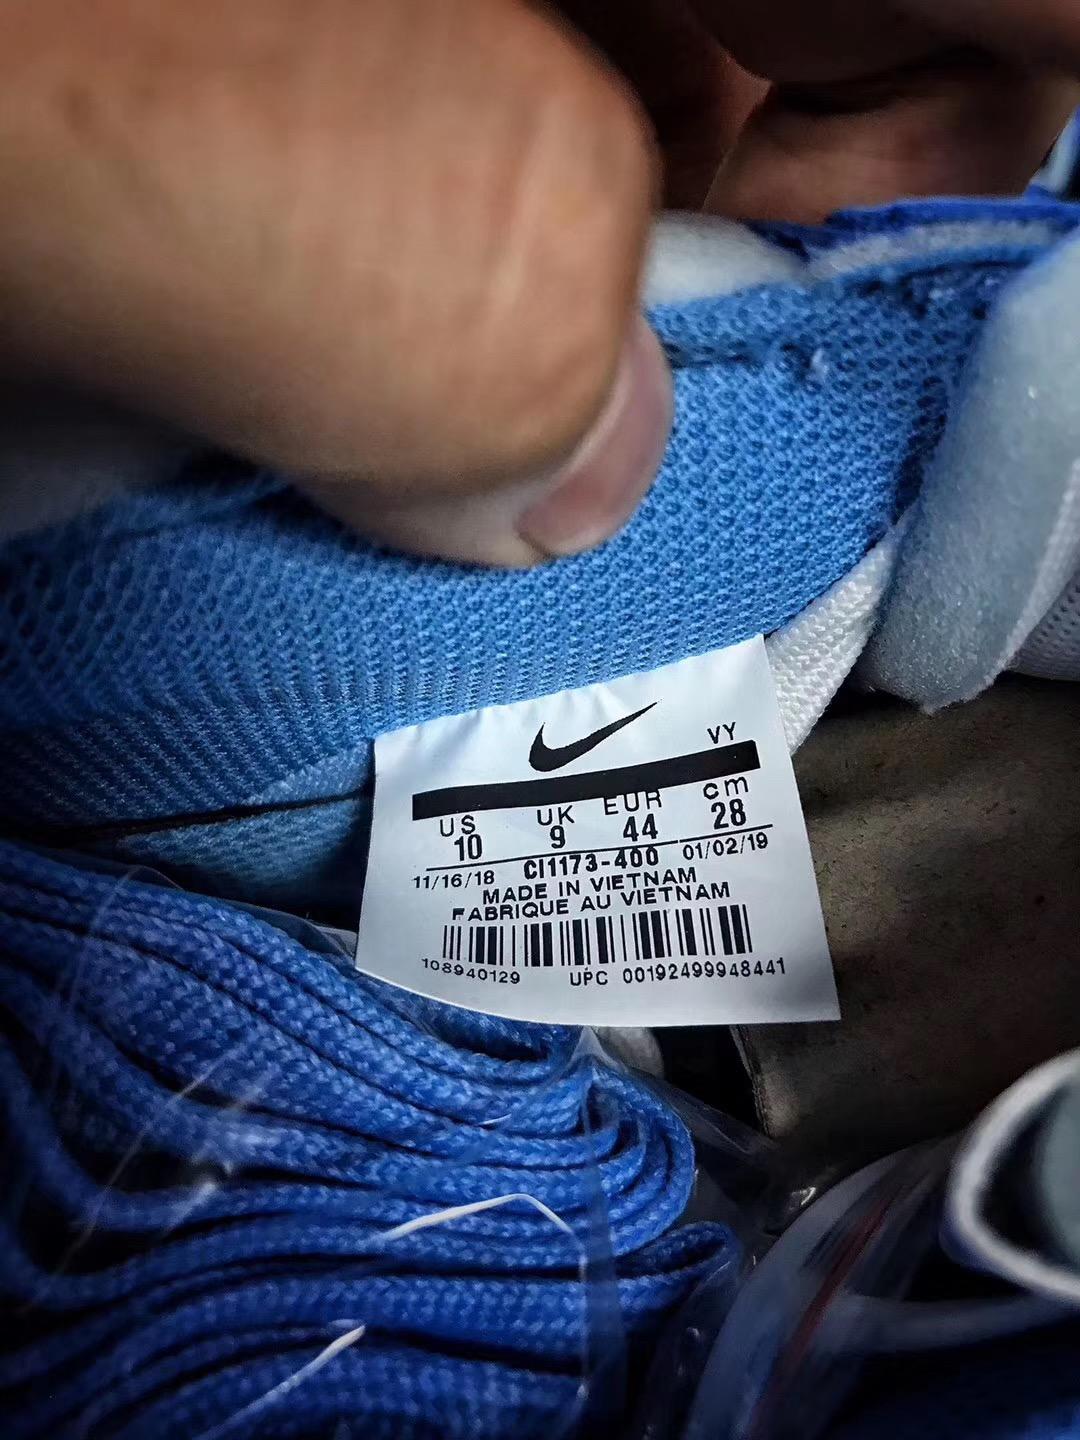 VY
US UK EUR cm
10 9 44 28
11/16/18 CI1173-400 01/02/19
MADE IN VIETNAM
FABRIQUE AU VIETNAM
108940129 UPC 00192499948441